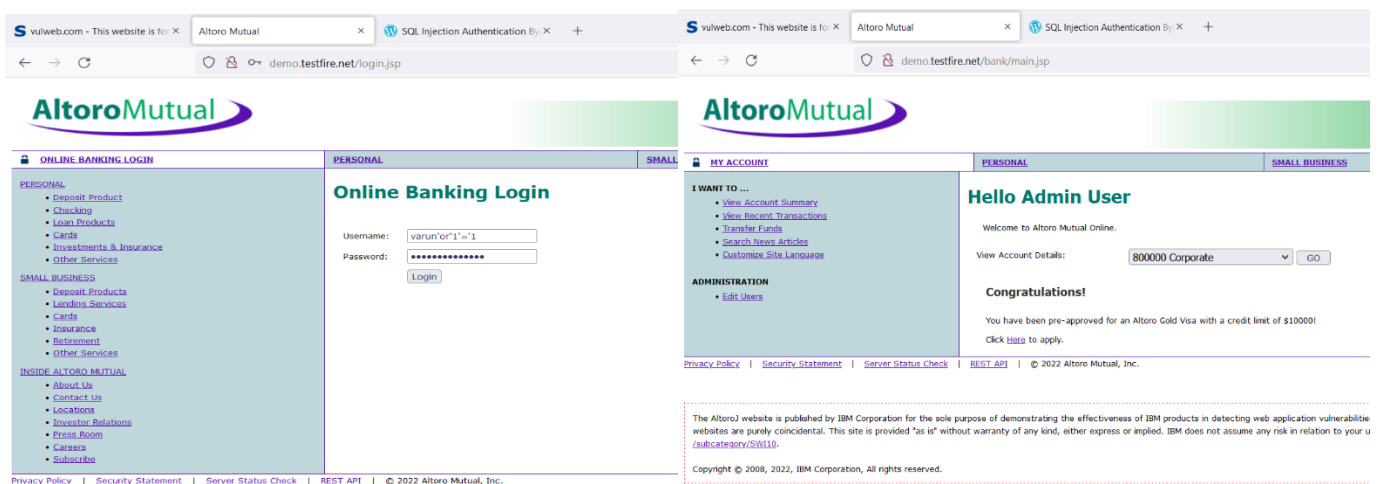 vulweb.com - This website is for
Altoro Mutual
SQL Injection Authentication By
demo.testfire.net/login.jsp
AltoroMutual
ONLINE BANKING LOGIN
PERSONAL
SMALL
PERSONAL
Deposit Product
Checking
Loan Products
Cards
Investments & Insurance
Other Services
SMALL BUSINESS
Deposit Products
Lending Services
Cards
Insurance
Retirement
Other Services
INSIDE ALTORO MUTUAL
About Us
Contact Us
Locations
Investor Relations
Press Room
Careers
Subscribe
Online Banking Login
Username: varun'or'1'='1
Password: ••••••••••••••
Login
Privacy Policy | Security Statement | Server Status Check | REST API | © 2022 Altoro Mutual, Inc.
vulweb.com - This website is for
Altoro Mutual
SQL Injection Authentication By
demo.testfire.net/bank/main.jsp
AltoroMutual
MY ACCOUNT
PERSONAL
SMALL BUSINESS
I WANT TO ...
View Account Summary
View Recent Transactions
Transfer Funds
Search News Articles
Customize Site Language
ADMINISTRATION
Edit Users
Hello Admin User
Welcome to Altoro Mutual Online.
View Account Details: 800000 Corporate GO
Congratulations!
You have been pre-approved for an Altoro Gold Visa with a credit limit of $10000!
Click Here to apply.
Privacy Policy | Security Statement | Server Status Check | REST API | © 2022 Altoro Mutual, Inc.
The AltoroJ website is published by IBM Corporation for the sole purpose of demonstrating the effectiveness of IBM products in detecting web application vulnerabilitie
websites are purely coincidental. This site is provided "as is" without warranty of any kind, either express or implied. IBM does not assume any risk in relation to your u
/subcategory/SWI10.
Copyright © 2008, 2022, IBM Corporation, All rights reserved.